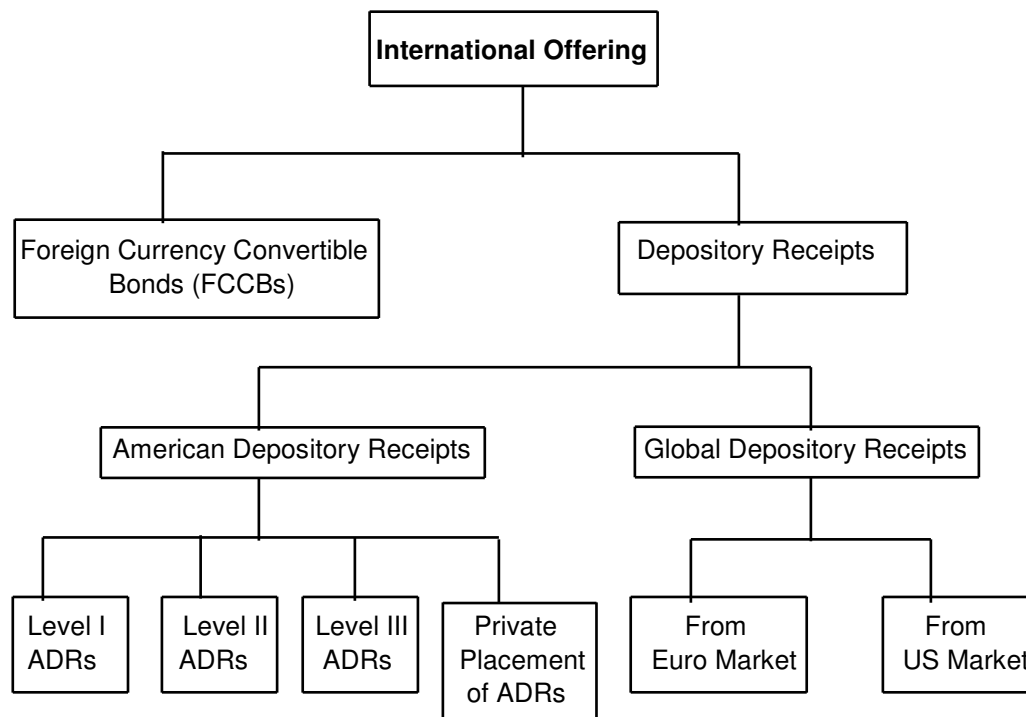 International Offering
Foreign Currency Convertible
Bonds (FCCBs)
Depository Receipts
American Depository Receipts
Global Depository Receipts
Level I
ADRs
Level II
ADRs
Level III
ADRs
Private
Placement
of ADRs
From
Euro Market
From
US Market